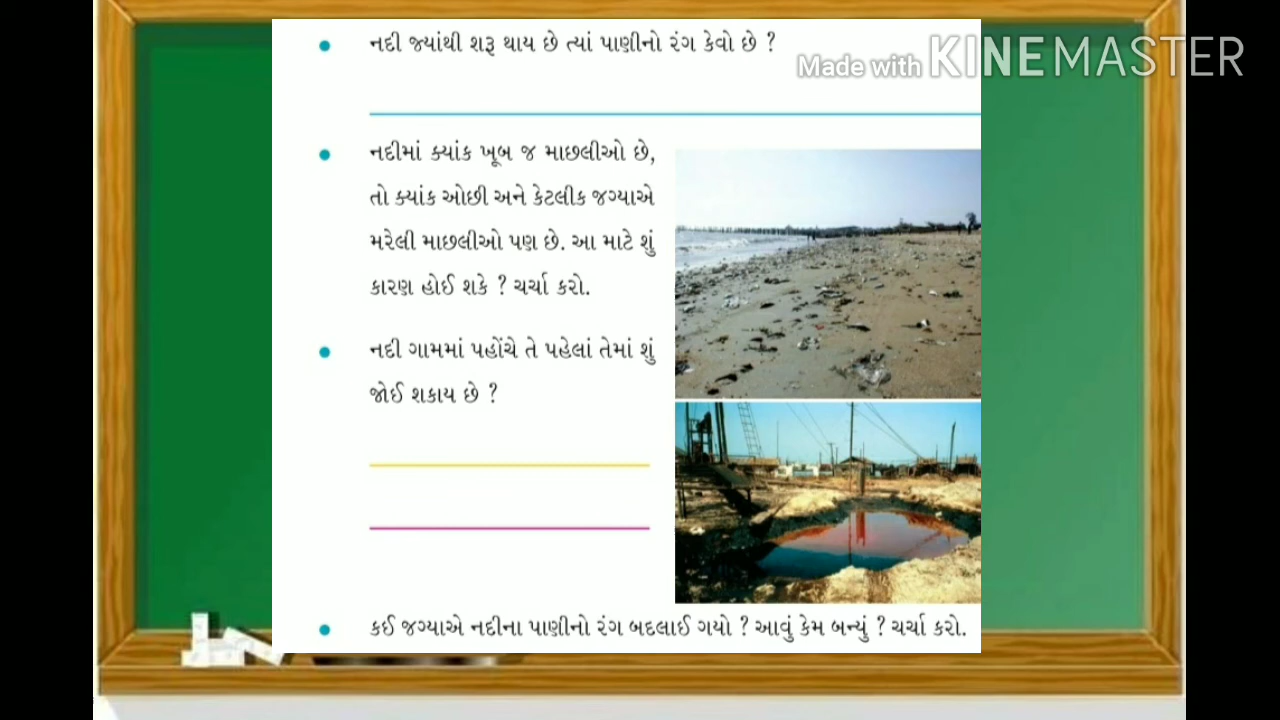 નદી જ્યાંથી શરૂ થાય છે ત્યાં પાણીનો રંગ કેવો છે ?
Made with KINEMASTER
નદીમાં ક્યાંક ખૂબ જ માછલીઓ છે,
તો ક્યાંક ઓછી અને કેટલીક જગ્યાએ
મરેલી માછલીઓ પણ છે. આ માટે શું
કારણ હોઈ શકે ? ચર્ચા કરો.
નદી ગામમાં પહોંચે તે પહેલાં તેમાં શું
જોઈ શકાય છે ?
કઈ જગ્યાએ નદીના પાણીનો રંગ બદલાઈ ગયો ? આવું કેમ બન્યું ? ચર્ચા કરો.